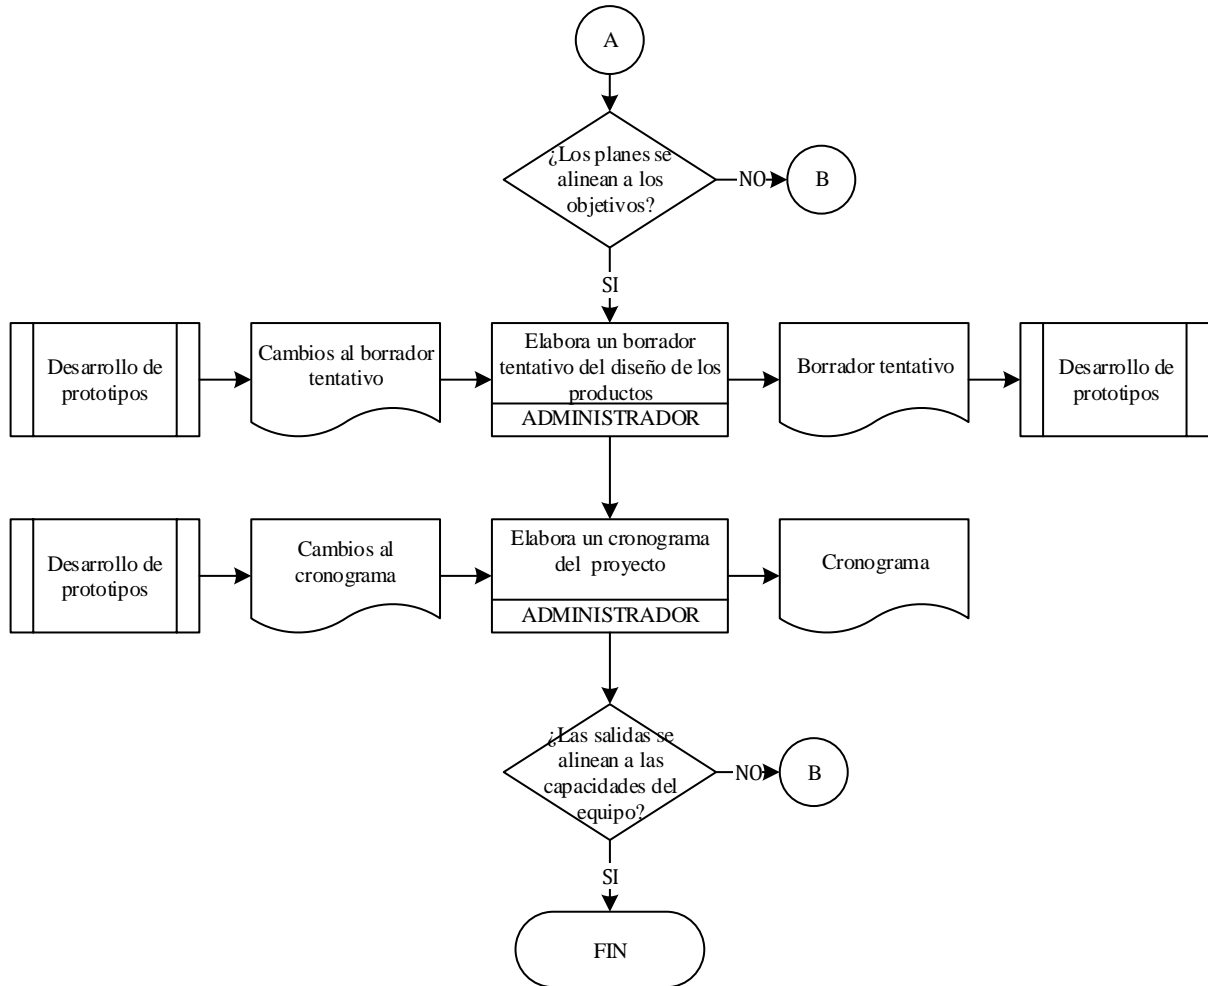 A
¿Los planes se
alinean a los
objetivos?
NO
B
SI
Desarrollo de
prototipos
Cambios al borrador
tentativo
Elabora un borrador
tentativo del diseño de los
productos
ADMINISTRADOR
Borrador tentativo
Desarrollo de
prototipos
Desarrollo de
prototipos
Cambios al
cronograma
Elabora un cronograma
del proyecto
ADMINISTRADOR
Cronograma
¿Las salidas se
alinean a las
capacidades del
equipo?
NO
B
SI
FIN